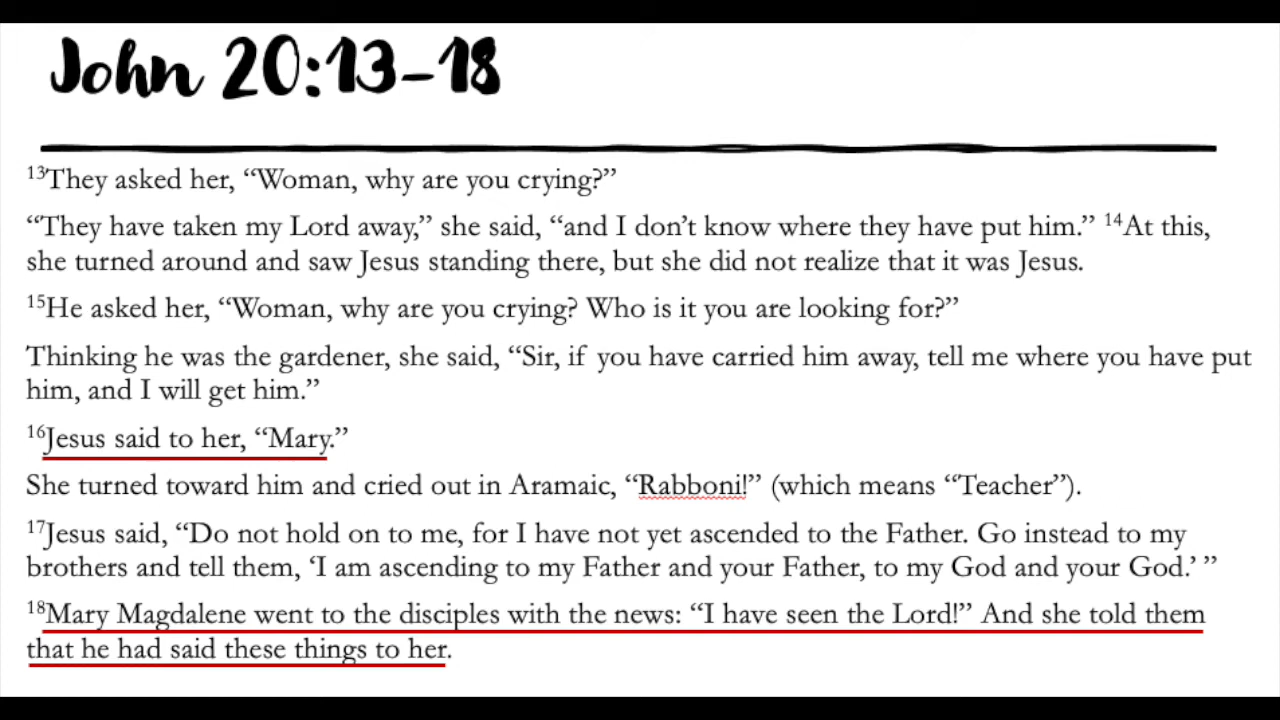 John 20:13-18
¹³They asked her, “Woman, why are you crying?”
“They have taken my Lord away,” she said, “and I don’t know where they have put him.” ¹⁴At this,
she turned around and saw Jesus standing there, but she did not realize that it was Jesus.
¹⁵He asked her, “Woman, why are you crying? Who is it you are looking for?”
Thinking he was the gardener, she said, “Sir, if you have carried him away, tell me where you have put
him, and I will get him.”
¹⁶Jesus said to her, “Mary.”
She turned toward him and cried out in Aramaic, “Rabboni!” (which means “Teacher”).
¹⁷Jesus said, “Do not hold on to me, for I have not yet ascended to the Father. Go instead to my
brothers and tell them, ‘I am ascending to my Father and your Father, to my God and your God.’ ”
¹⁸Mary Magdalene went to the disciples with the news: “I have seen the Lord!” And she told them
that he had said these things to her.